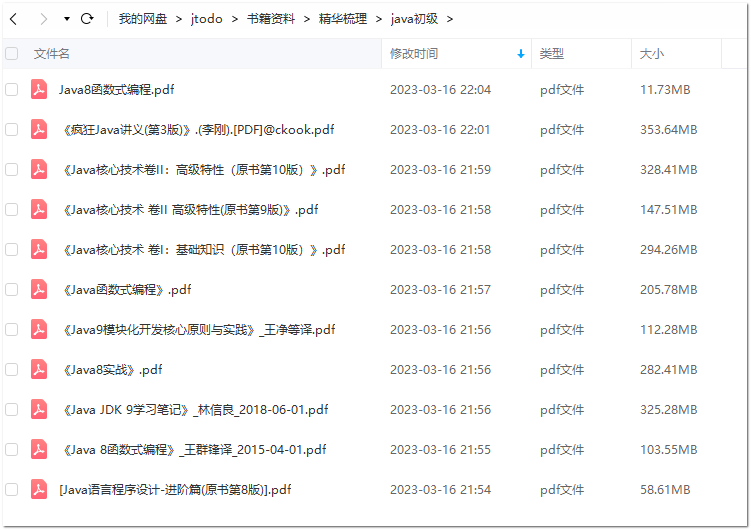 我的网盘 > jtodo > 书籍资料 > 精华梳理 > java初级 >
文件名 修改时间 类型 大小
Java8函数式编程.pdf 2023-03-16 22:04 pdf文件 11.73MB
《疯狂Java讲义(第3版)》.(李刚).[PDF]@ckook.pdf 2023-03-16 22:01 pdf文件 353.64MB
《Java核心技术卷II：高级特性（原书第10版）》.pdf 2023-03-16 21:59 pdf文件 328.41MB
《Java核心技术 卷II 高级特性(原书第9版)》.pdf 2023-03-16 21:58 pdf文件 147.51MB
《Java核心技术 卷I：基础知识（原书第10版）》.pdf 2023-03-16 21:58 pdf文件 294.26MB
《Java函数式编程》.pdf 2023-03-16 21:57 pdf文件 205.78MB
《Java9模块化开发核心原则与实践》_王净等译.pdf 2023-03-16 21:56 pdf文件 112.28MB
《Java8实战》.pdf 2023-03-16 21:56 pdf文件 282.41MB
《Java JDK 9学习笔记》_林信良_2018-06-01.pdf 2023-03-16 21:56 pdf文件 325.28MB
《Java 8函数式编程》_王群锋译_2015-04-01.pdf 2023-03-16 21:55 pdf文件 103.55MB
[Java语言程序设计-进阶篇(原书第8版)].pdf 2023-03-16 21:54 pdf文件 58.61MB